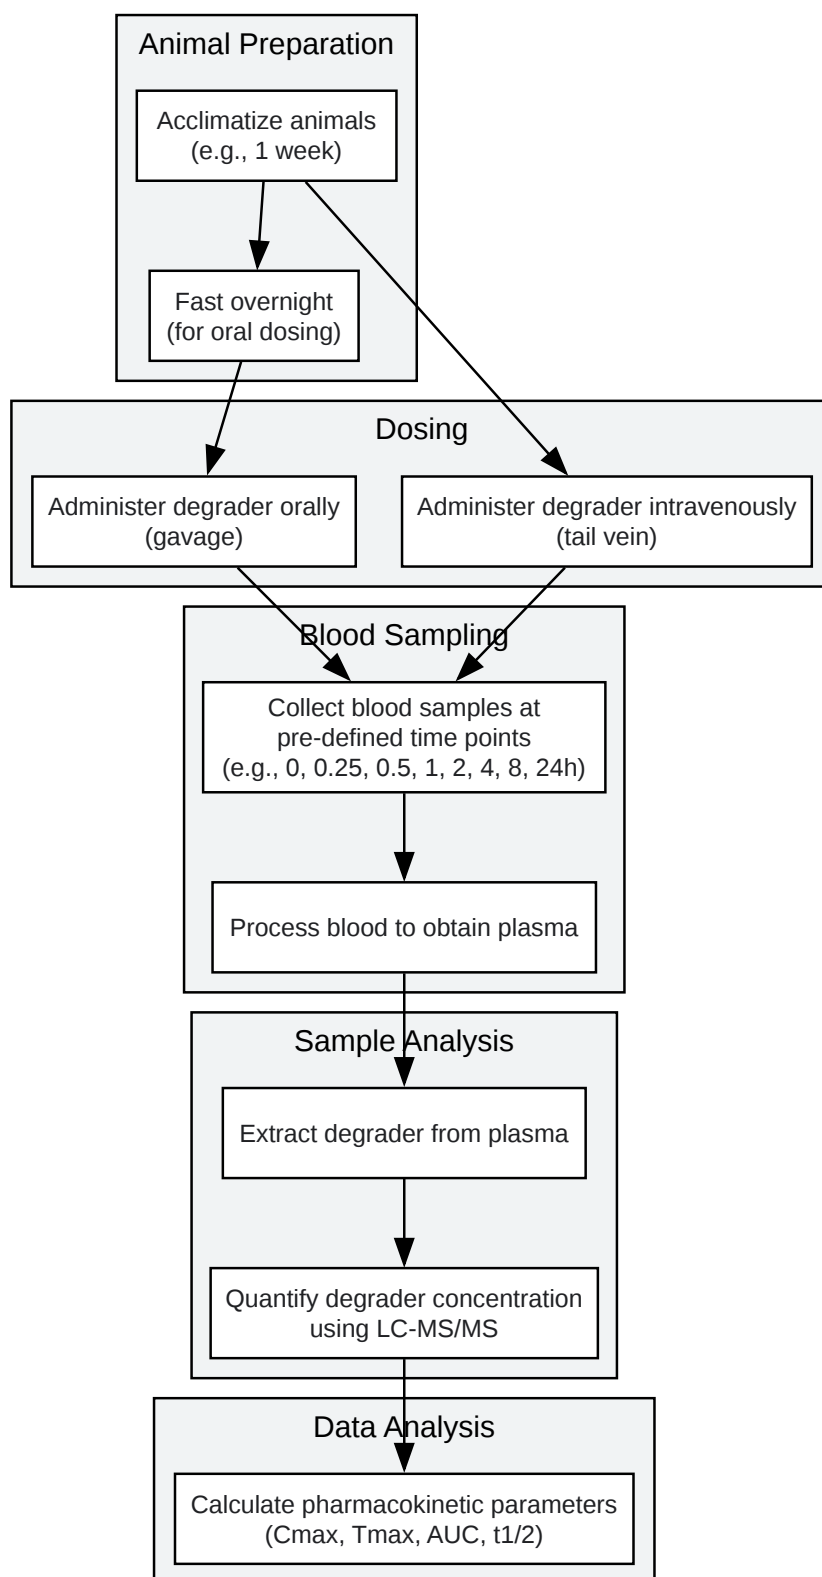 Animal Preparation
Acclimatize animals
(e.g., 1 week)
Fast overnight
(for oral dosing)
Dosing
Administer degrader orally
(gavage)
Administer degrader intravenously
(tail vein)
Blood Sampling
Collect blood samples at
pre-defined time points
(e.g., 0, 0.25, 0.5, 1, 2, 4, 8, 24h)
Process blood to obtain plasma
Sample Analysis
Extract degrader from plasma
Quantify degrader concentration
using LC-MS/MS
Data Analysis
Calculate pharmacokinetic parameters
(Cmax, Tmax, AUC, t1/2)